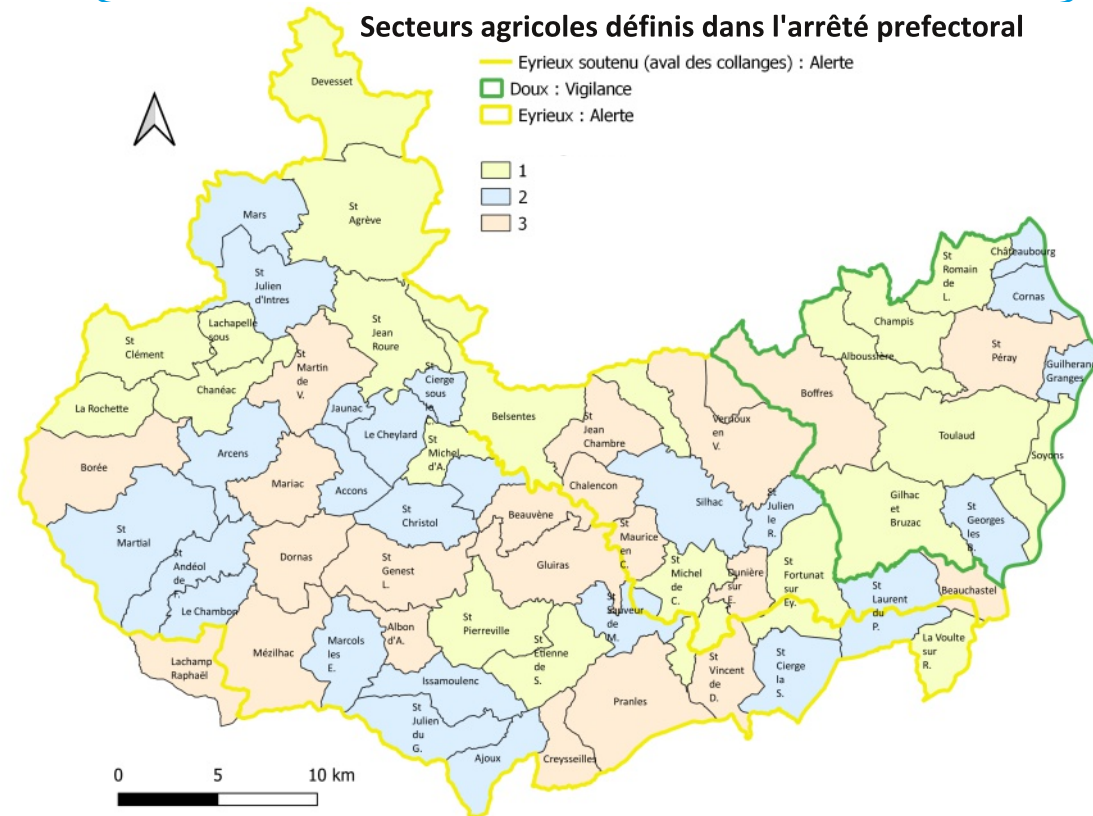 Secteurs agricoles définis dans l'arrêté prefectoral
Eyrieux soutenu (aval des collanges) : Alerte
Doux : Vigilance
Eyrieux : Alerte
1
2
3
Devesset
St
Agrève
Mars
St
Julien
d'Intres
Lachapelle
sous
St
Clément
St
Jean
Roure
St
Martin
de
V.
Chanéac
La Rochette
St
Cierge
sous
le
Jaunac
Le Cheylard
Belsentes
St
Michel
d'A.
Borée
Arcens
Mariac
Accons
St
Christol
St
Jean
Chambre
Chalencon
Vernoux
en
V.
Boffres
Alboussière
Champis
St
Romain
de
L.
Châteaubourg
Cornas
St
Péray
Guilherand
Granges
Toulaud
Soyons
Gilhac
et
Bruzac
St
Georges
les
B.
Silhac
St
Julien
le
R.
St
Maurice
en
C.
Beauvène
Gluiras
St
Martial
St
Andéol
de
F.
Le Chambon
Dornas
St
Genest
L.
St
Michel
de
C.
Dunière
sur
E.
St
Fortunat
sur
Ey.
St
Laurent
du
P.
Beauchastel
La Voulte
sur
R.
St
Sauveur
de
M.
St
Pierreville
St
Etienne
de
S.
Albon
d'A.
Marcols
les
E.
Mézilhac
Lachamp
Raphaël
Issamoulenc
St
Julien
du
G.
Ajoux
Creysseilles
Pranles
St
Vincent
de
D.
St
Cierge
la
S.
0 5 10 km